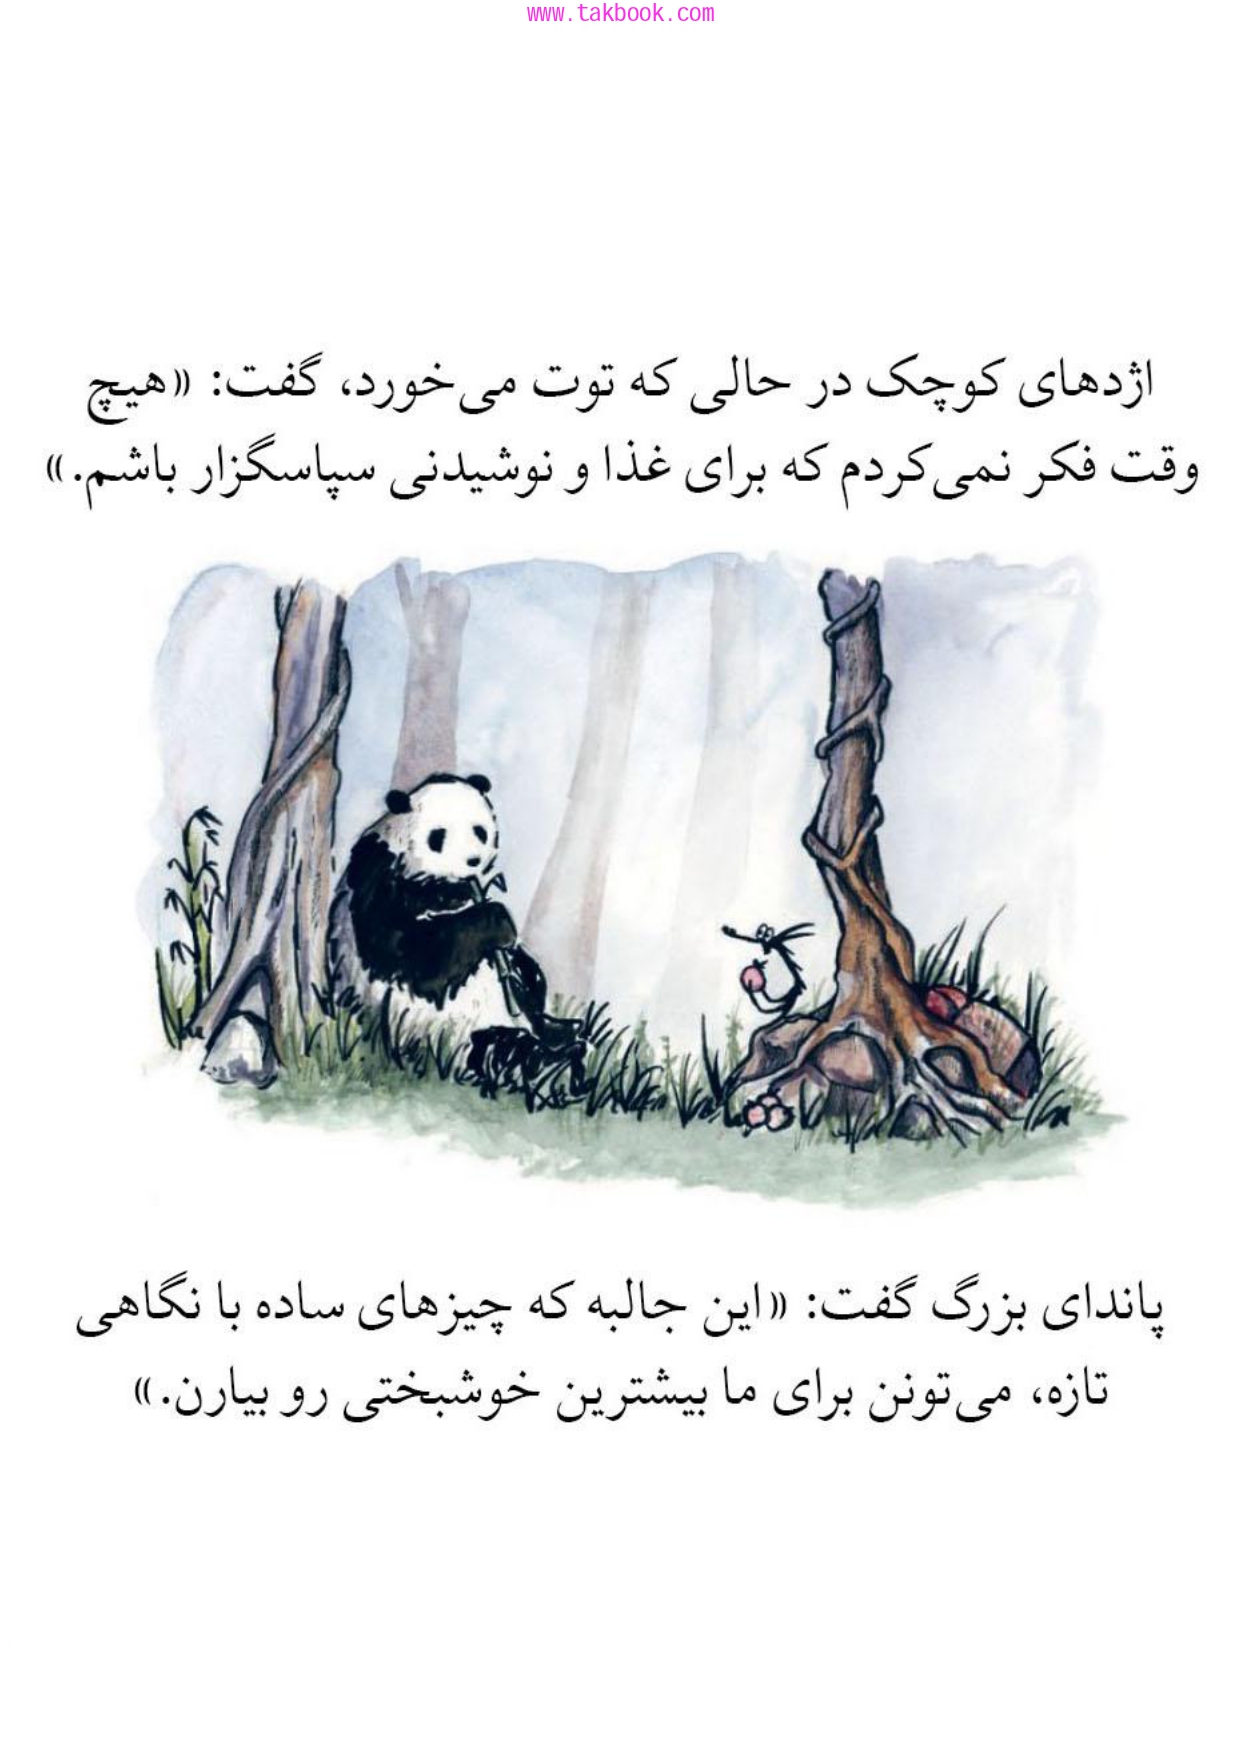 www.takbook.com
اژدهای کوچک در حالی که توت می‌خورد، گفت: «هیچ
وقت فکر نمی‌کردم که برای غذا و نوشیدنی سپاسگزار باشم.»
پاندای بزرگ گفت: «این جالبه که چیزهای ساده با نگاهی
تازه، می‌تونن برای ما بیشترین خوشبختی رو بیارن.»